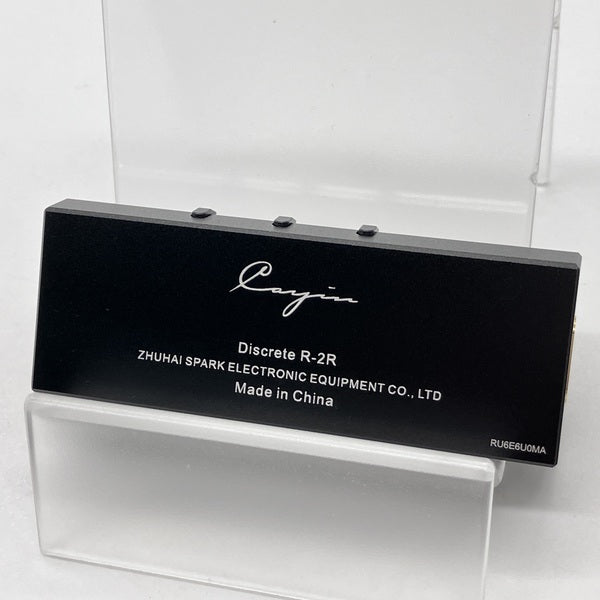 Cayin
Discrete R-2R
ZHUHAI SPARK ELECTRONIC EQUIPMENT CO., LTD
Made in China
RU6E6U0MA